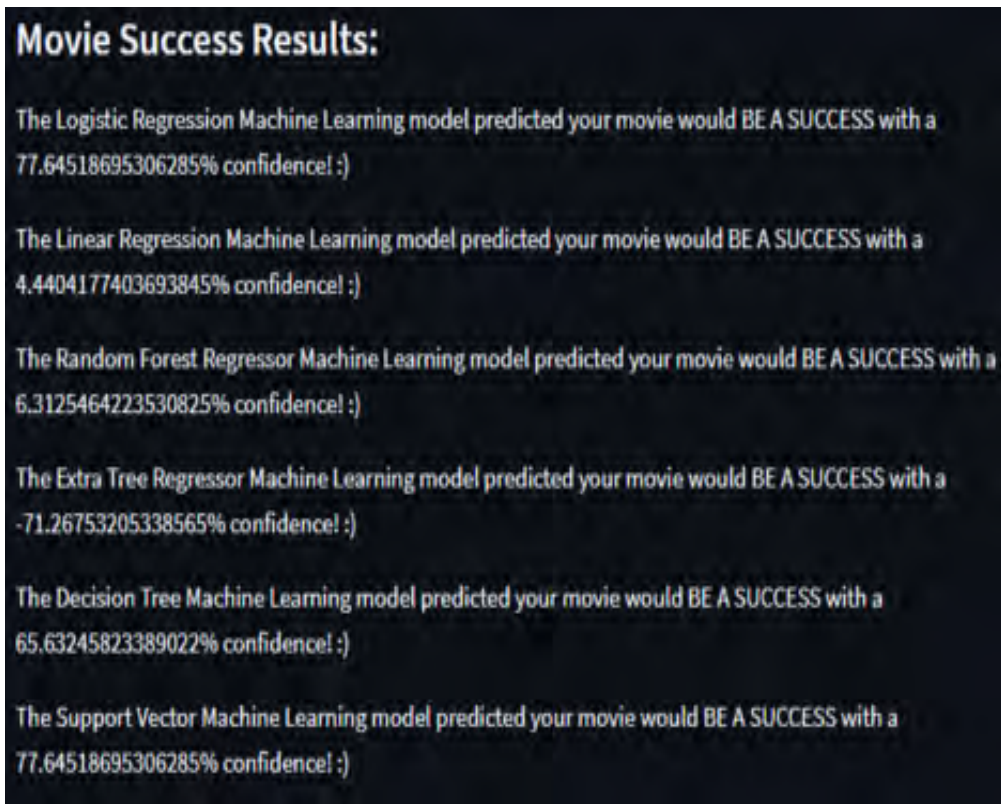 Movie Success Results:
The Logistic Regression Machine Learning model predicted your movie would BE A SUCCESS with a
77.64518695306285% confidence! :)
The Linear Regression Machine Learning model predicted your movie would BE A SUCCESS with a
4.4404177403693845% confidence! :)
The Random Forest Regressor Machine Learning model predicted your movie would BE A SUCCESS with a
6.3125464223530825% confidence! :)
The Extra Tree Regressor Machine Learning model predicted your movie would BE A SUCCESS with a
-71.26753205338565% confidence! :)
The Decision Tree Machine Learning model predicted your movie would BE A SUCCESS with a
65.63245823389022% confidence! :)
The Support Vector Machine Learning model predicted your movie would BE A SUCCESS with a
77.64518695306285% confidence! :)